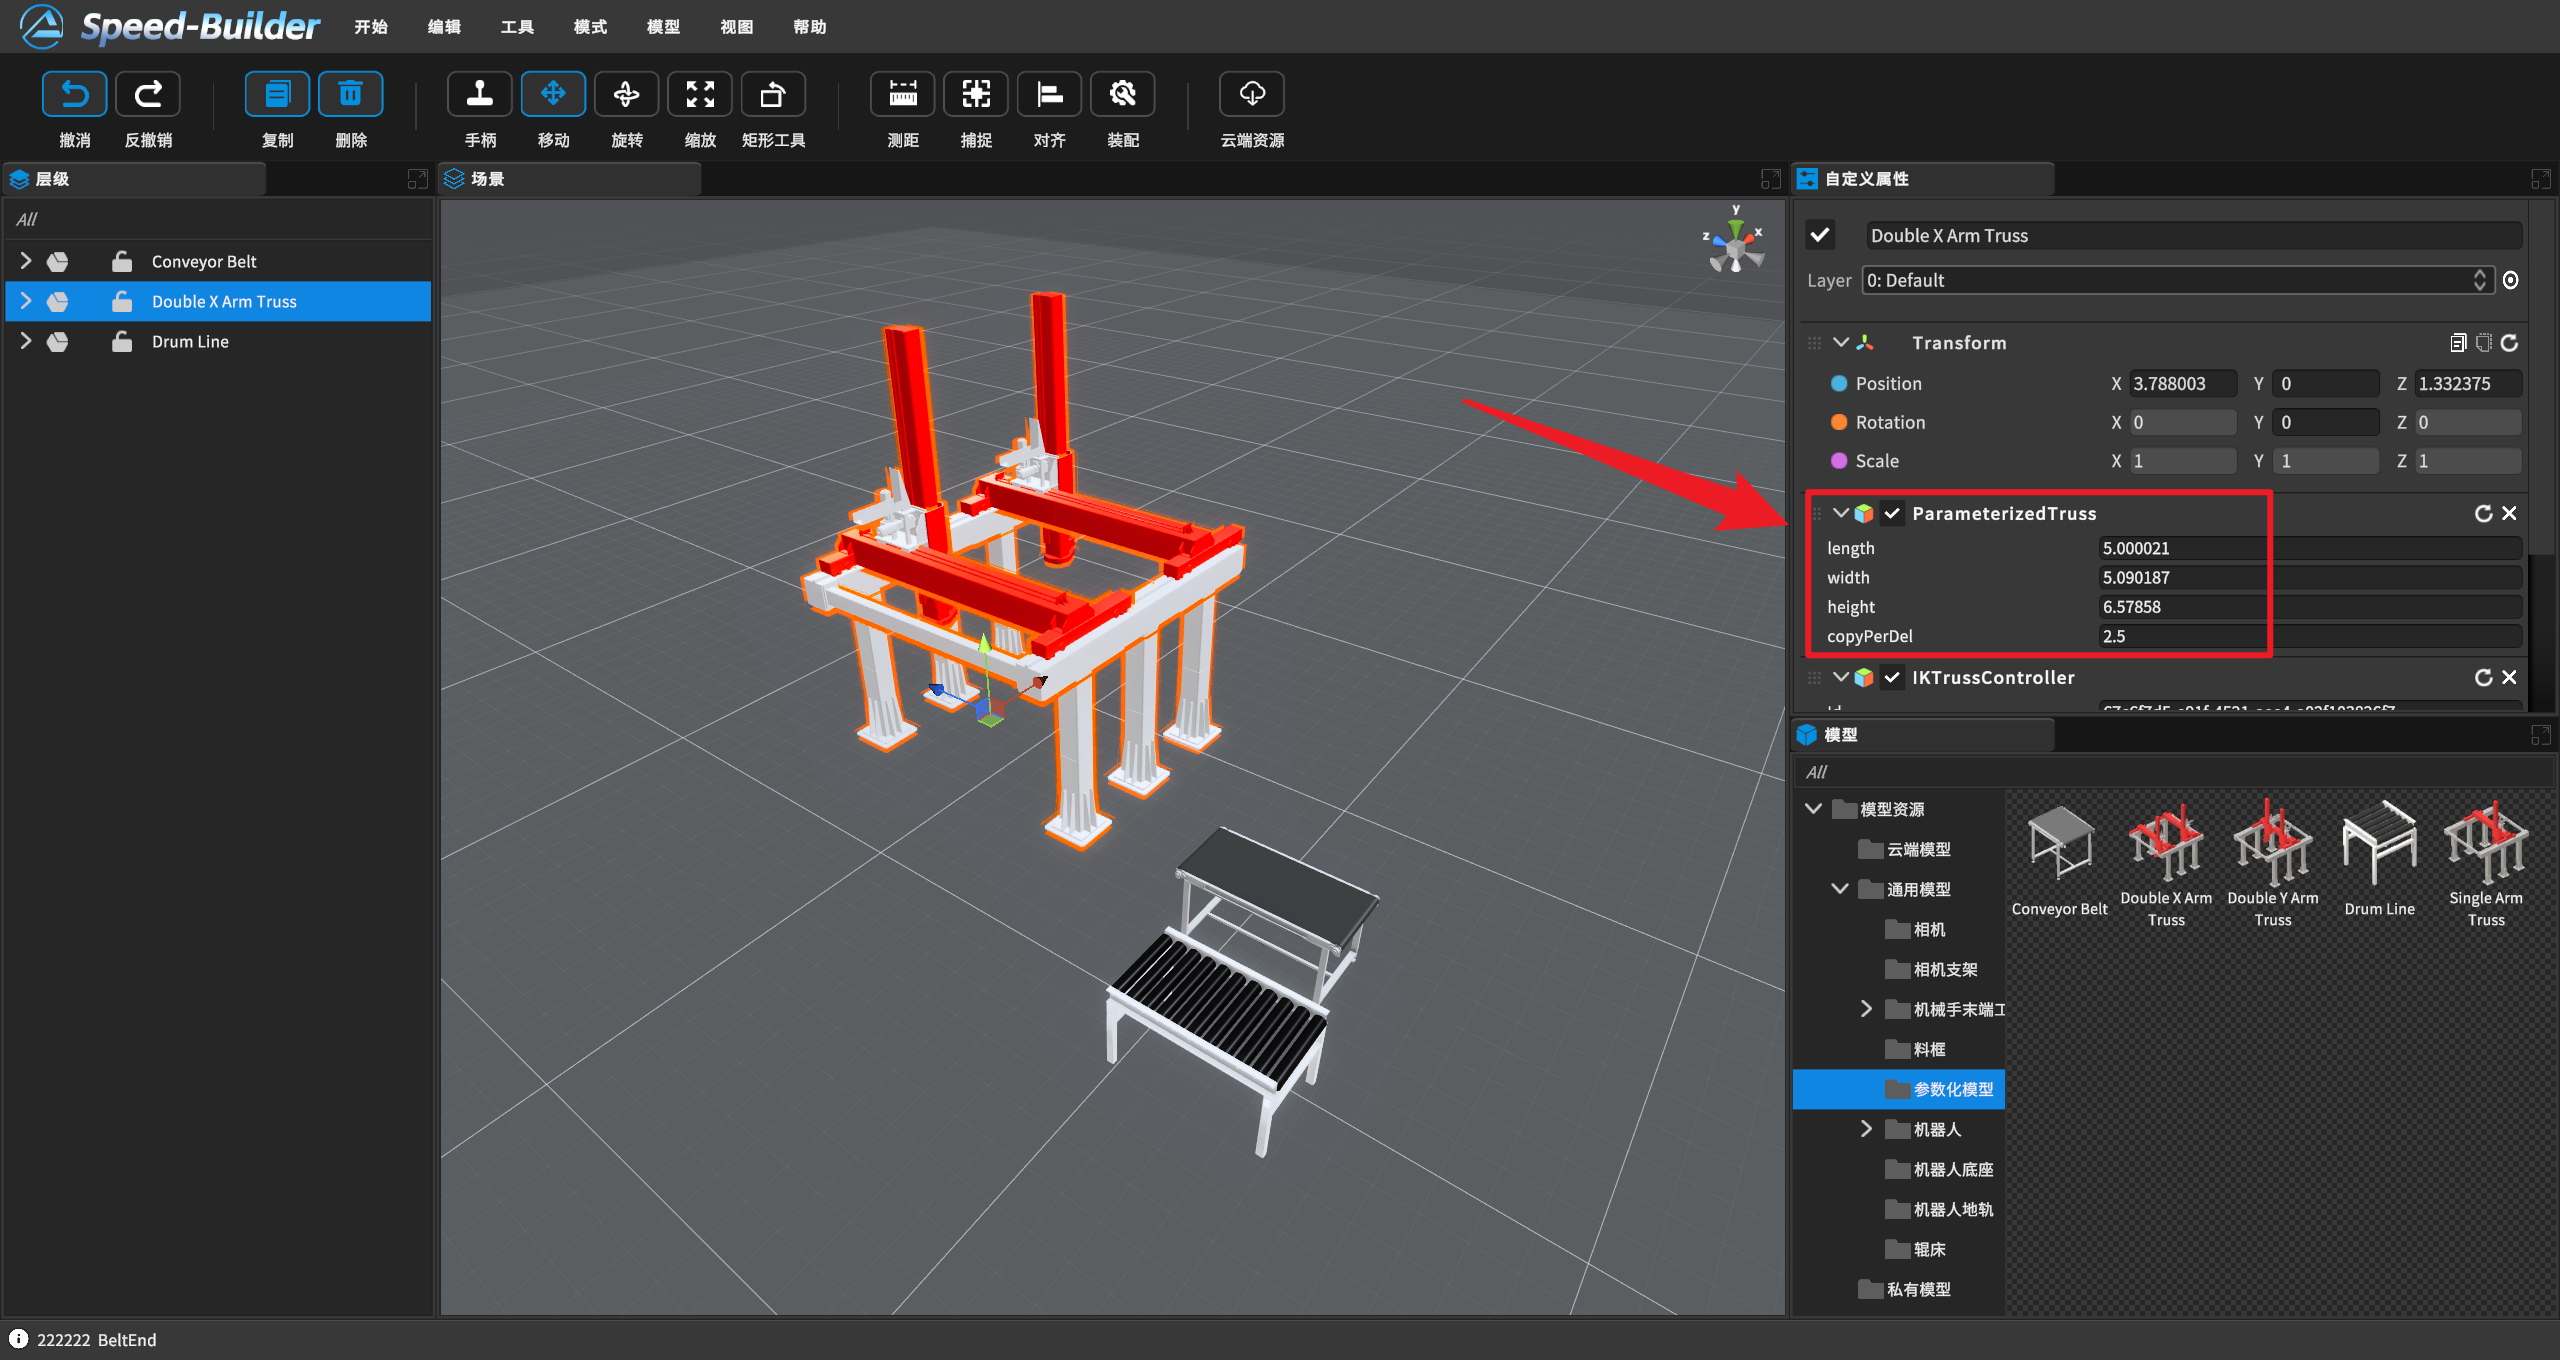 Speed-Builder 开始 编辑 工具 模式 模型 视图 帮助
撤消 反撤销 复制 删除 手柄 移动 旋转 缩放 矩形工具 测距 捕捉 对齐 装配 云端资源
层级
All
Conveyor Belt
Double X Arm Truss
Drum Line
场景
y
z x
自定义属性
Double X Arm Truss
Layer 0: Default
Transform
Position X 3.788003 Y 0 Z 1.332375
Rotation X 0 Y 0 Z 0
Scale X 1 Y 1 Z 1
ParameterizedTruss
length 5.000021
width 5.090187
height 6.57858
copyPerDel 2.5
IKTrussController
模型
All
模型资源
云端模型
通用模型
相机
相机支架
机械手末端工
料框
参数化模型
机器人
机器人底座
机器人地轨
辊床
私有模型
Conveyor Belt
Double X Arm
Truss
Double Y Arm
Truss
Drum Line
Single Arm
Truss
222222 BeltEnd